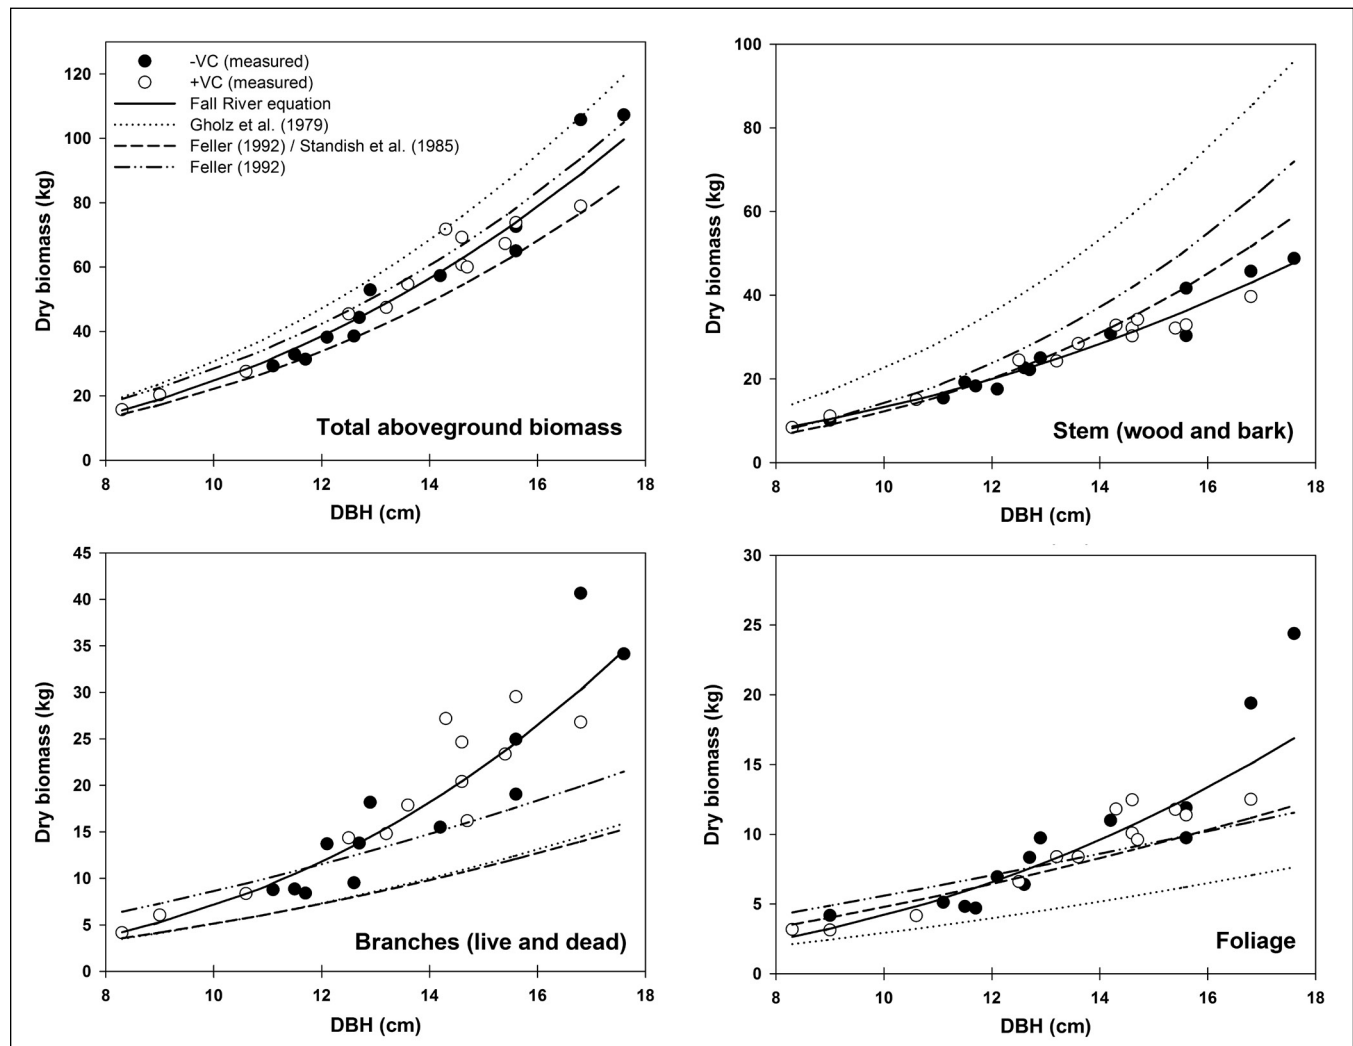 120
100
80
60
40
20
0
Dry biomass (kg)
-VC (measured)
+VC (measured)
Fall River equation
Gholz et al. (1979)
Feller (1992) / Standish et al. (1985)
Feller (1992)
Total aboveground biomass
8 10 12 14 16 18
DBH (cm)
100
80
60
40
20
0
Dry biomass (kg)
Stem (wood and bark)
8 10 12 14 16 18
DBH (cm)
45
40
35
30
25
20
15
10
5
0
Dry biomass (kg)
Branches (live and dead)
8 10 12 14 16 18
DBH (cm)
30
25
20
15
10
5
0
Dry biomass (kg)
Foliage
8 10 12 14 16 18
DBH (cm)